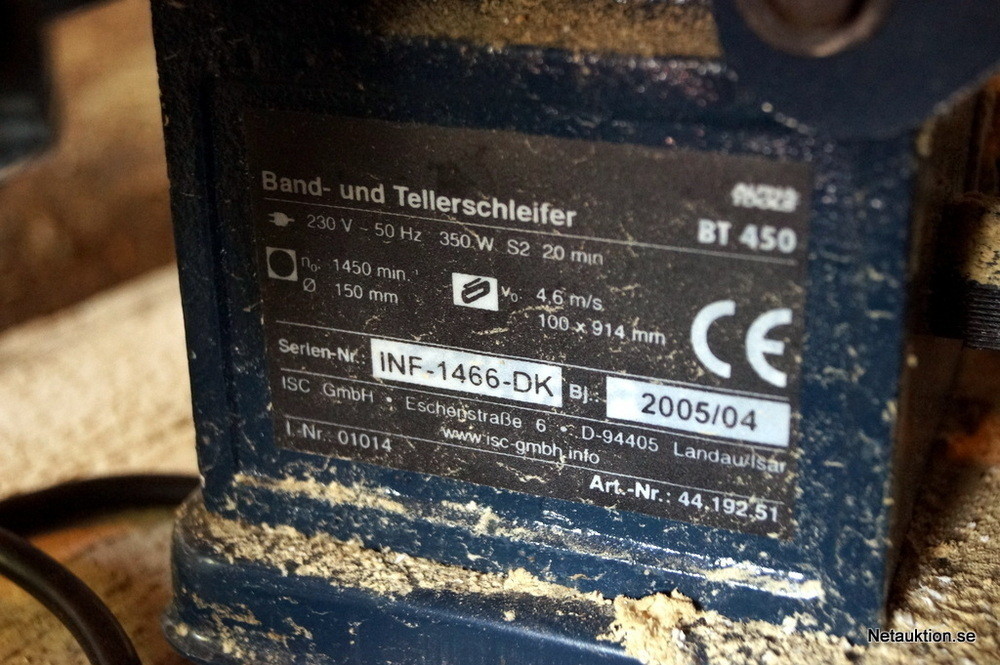 Band- und Tellerschleifer
BT 450
230 V ~ 50 Hz 350 W S2 20 min
n₀: 1450 min⁻¹
Ø 150 mm
v₀: 4,6 m/s
100 x 914 mm
CE
Serien-Nr.: INF-1466-DK Bj.: 2005/04
ISC GmbH • Eschenstraße 6 • D-94405 Landau/Isar
www.isc-gmbh.info
I.-Nr.: 01014
Art.-Nr.: 44.192.51
Netauktion.se